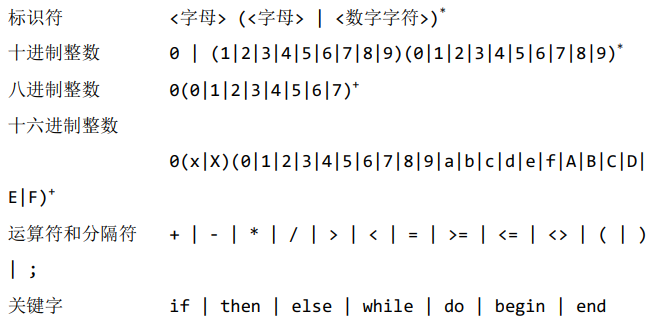 标识符 <字母> (<字母> | <数字字符>)*
十进制整数 0 | (1|2|3|4|5|6|7|8|9)(0|1|2|3|4|5|6|7|8|9)*
八进制整数 0(0|1|2|3|4|5|6|7)+
十六进制整数
0(x|X)(0|1|2|3|4|5|6|7|8|9|a|b|c|d|e|f|A|B|C|D|
E|F)+
运算符和分隔符 + | - | * | / | > | < | = | >= | <= | <> | ( | )
| ;
关键字 if | then | else | while | do | begin | end